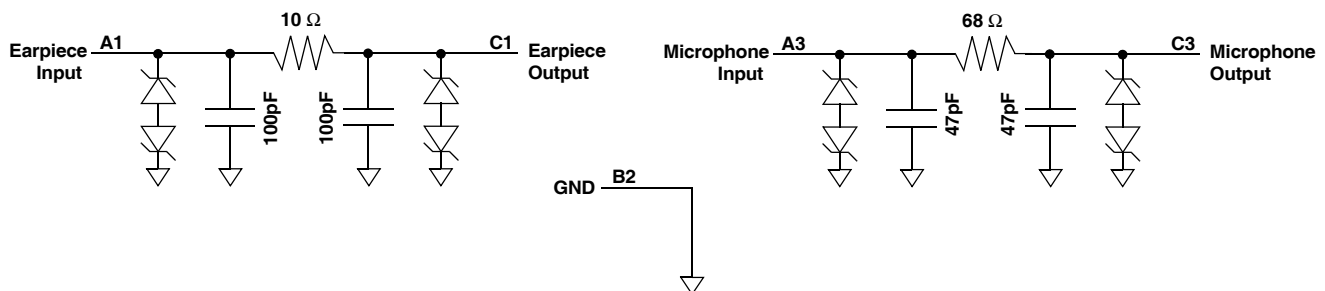 10 Ω
Earpiece
Input
A1
C1
Earpiece
Output
100pF
100pF
68 Ω
Microphone
Input
A3
C3
Microphone
Output
47pF
47pF
GND
B2